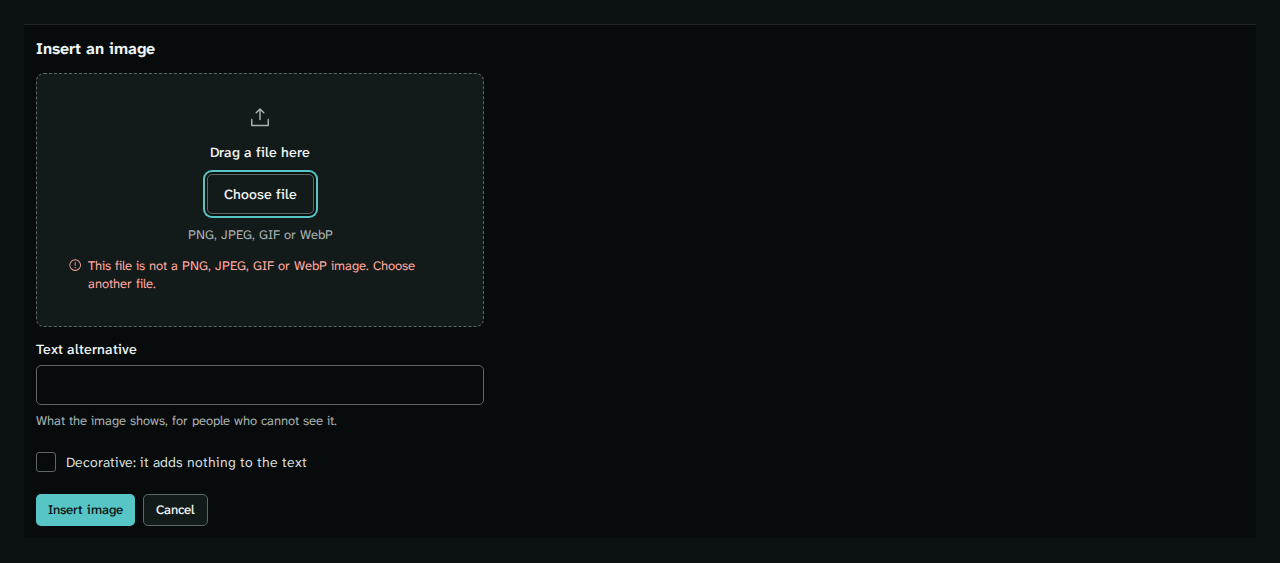 Insert an image
Drag a file here
Choose file
PNG, JPEG, GIF or WebP
This file is not a PNG, JPEG, GIF or WebP image. Choose
another file.
Text alternative
What the image shows, for people who cannot see it.
Decorative: it adds nothing to the text
Insert image
Cancel